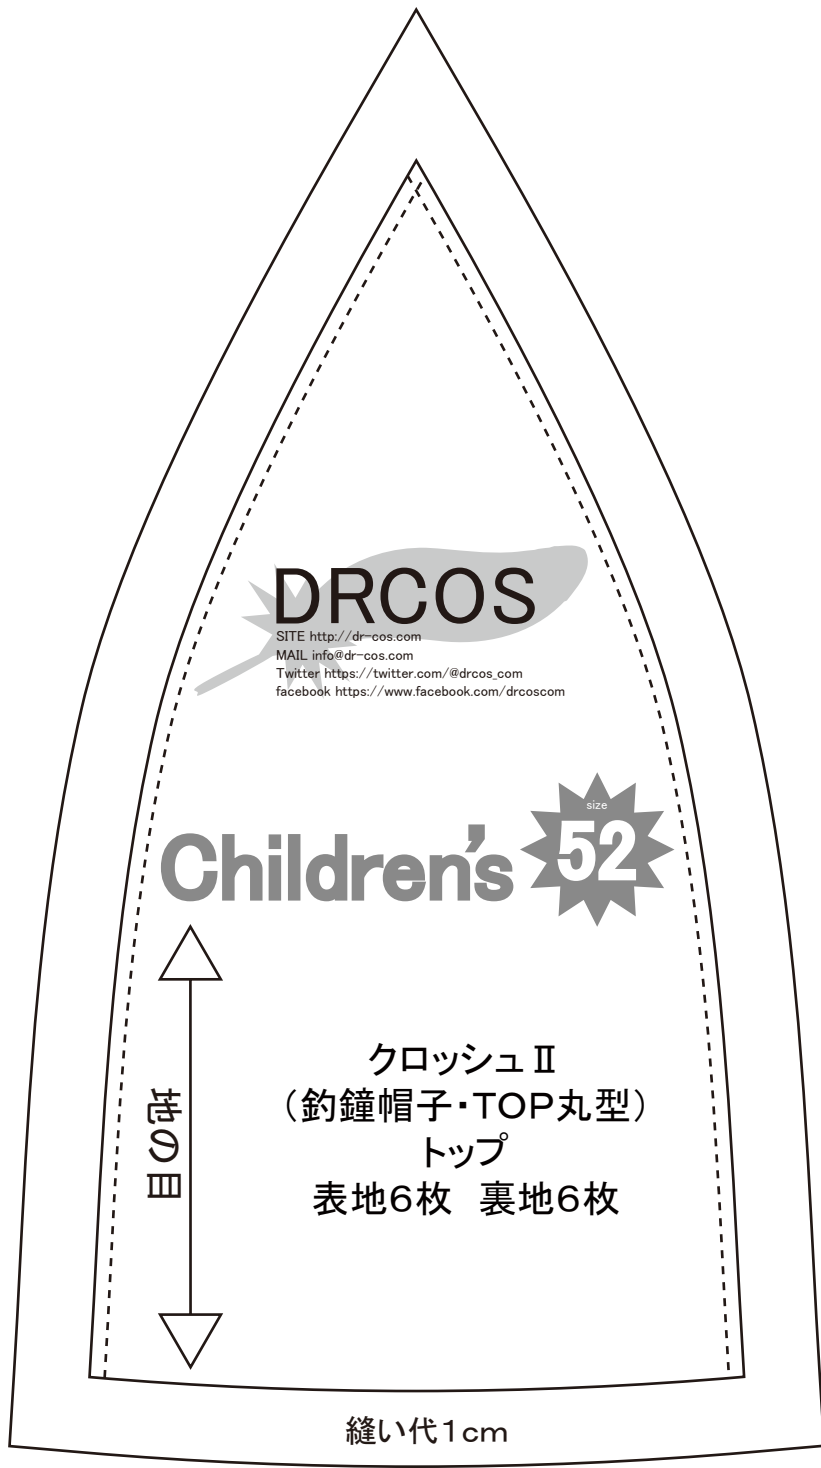 DRCOS
SITE http://dr-cos.com
MAIL info@dr-cos.com
Twitter https://twitter.com/@drcos_com
facebook https://www.facebook.com/drcoscom
size
Children's 52
地の目
クロッシュⅡ
（釣鐘帽子・TOP丸型）
トップ
表地6枚　裏地6枚
縫い代1cm